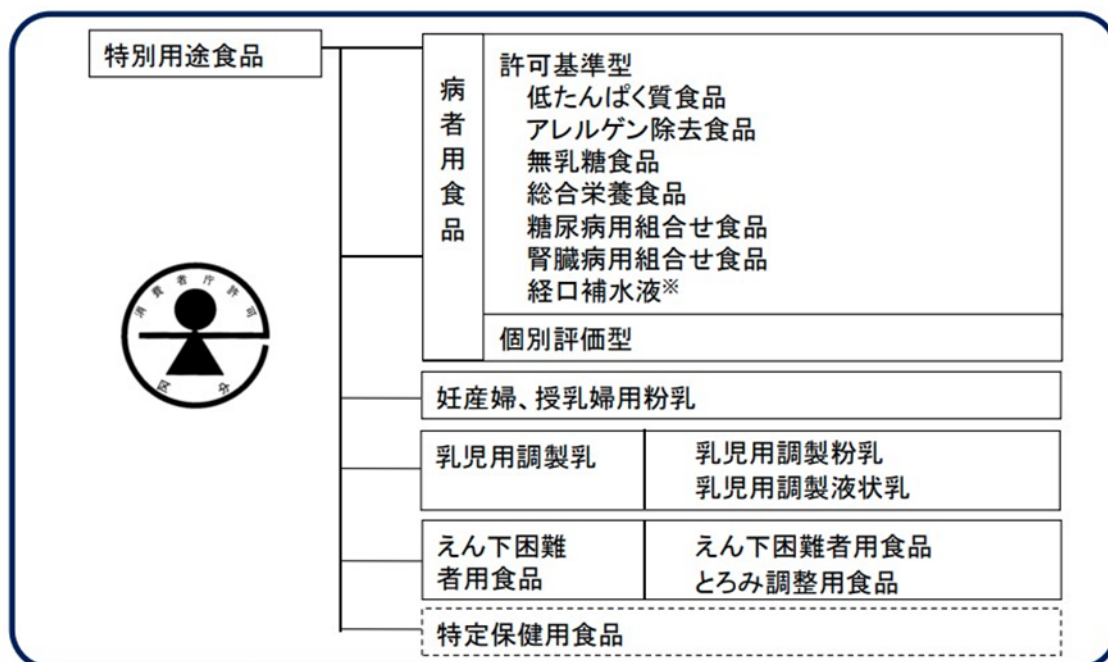 特別用途食品
病者用食品
許可基準型
低たんぱく質食品
アレルゲン除去食品
無乳糖食品
総合栄養食品
糖尿病用組合せ食品
腎臓病用組合せ食品
経口補水液※
個別評価型
消費者庁許可
区分
妊産婦、授乳婦用粉乳
乳児用調製乳
乳児用調製粉乳
乳児用調製液状乳
えん下困難
者用食品
えん下困難者用食品
とろみ調整用食品
特定保健用食品